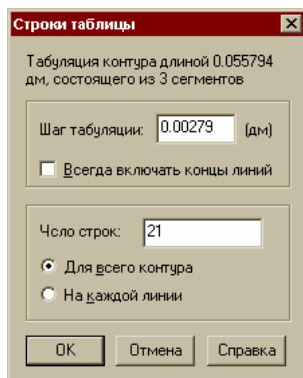 Строки таблицы
Табуляция контура длиной 0.055794
дм, состоящего из 3 сегментов
Шаг табуляции: 0.00279 (дм)
Всегда включать концы линий
Чсло строк: 21
Для всего контура
На каждой линии
OK Отмена Справка